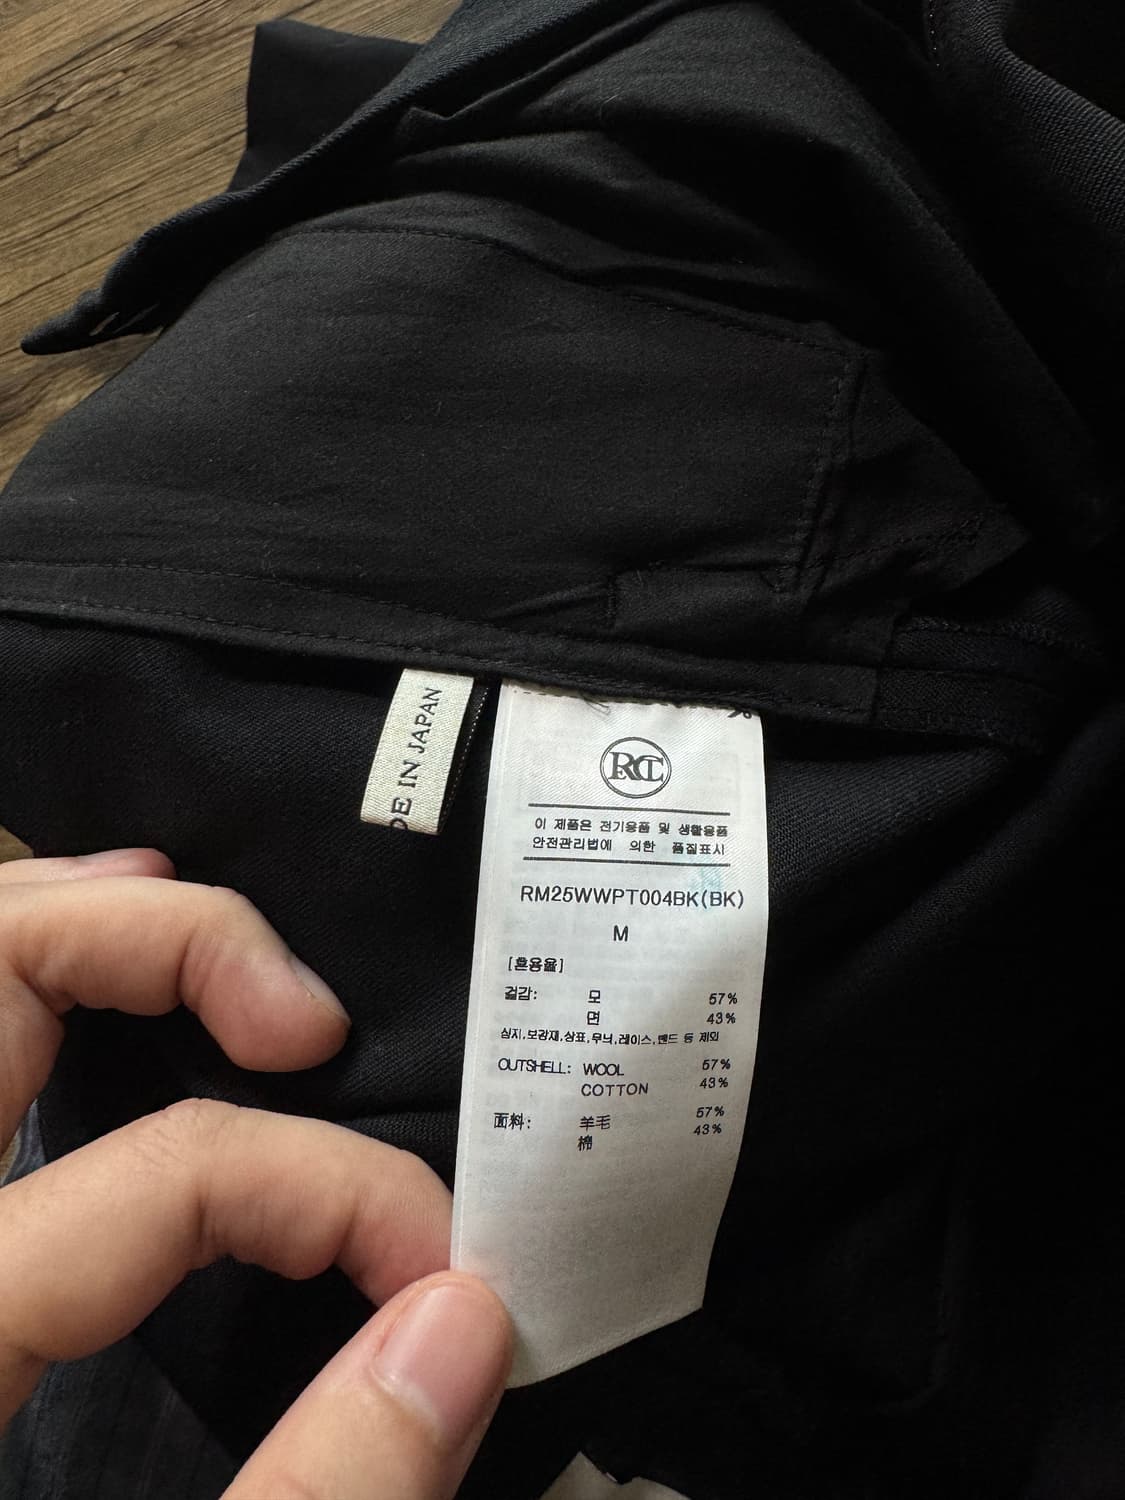 DE IN JAPAN
%
RCT
이 제품은 전기용품 및 생활용품
안전관리법에 의한 품질표시
RM25WWPT004BK(BK)
M
[혼용율]
겉감: 모 57%
면 43%
심지,보강재,상표,무늬,레이스,밴드 등 제외
OUTSHELL: WOOL 57%
COTTON 43%
面料: 羊毛 57%
棉 43%